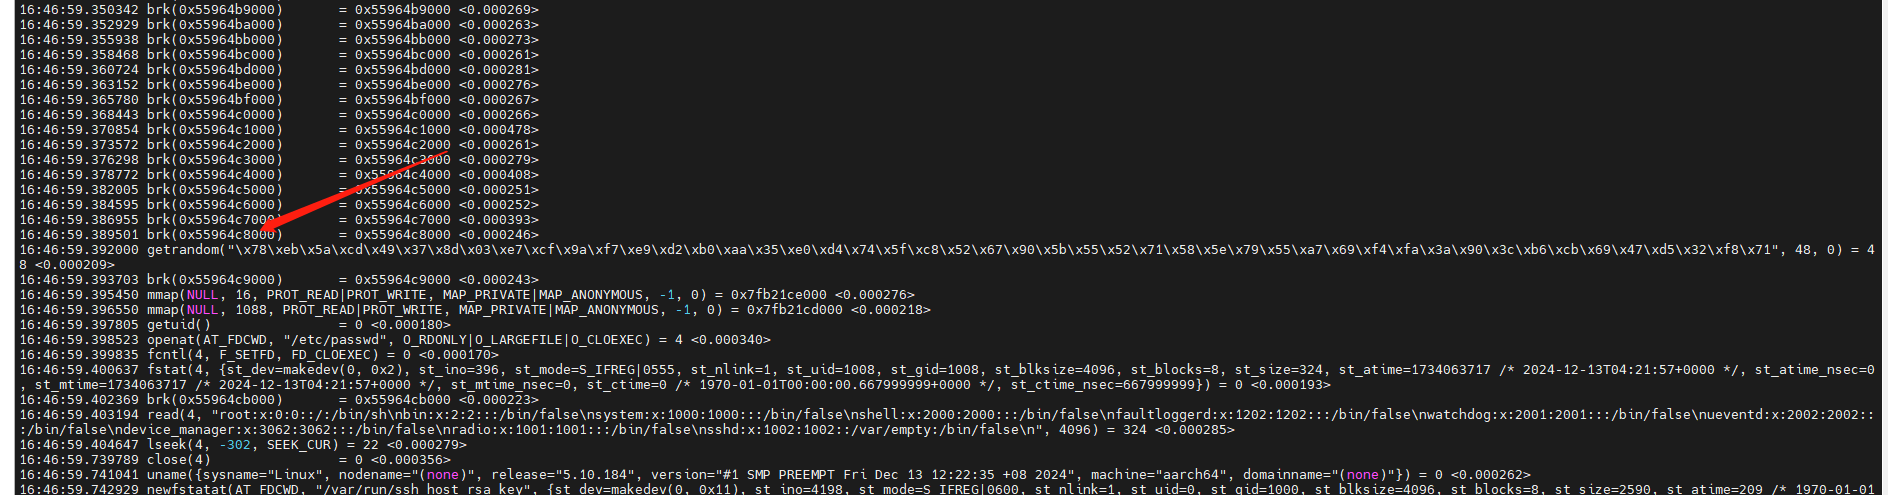 16:46:59.350342 brk(0x55964b9000)       = 0x55964b9000 <0.000269>
16:46:59.352929 brk(0x55964ba000)       = 0x55964ba000 <0.000263>
16:46:59.355938 brk(0x55964bb000)       = 0x55964bb000 <0.000273>
16:46:59.358468 brk(0x55964bc000)       = 0x55964bc000 <0.000261>
16:46:59.360724 brk(0x55964bd000)       = 0x55964bd000 <0.000281>
16:46:59.363152 brk(0x55964be000)       = 0x55964be000 <0.000276>
16:46:59.365780 brk(0x55964bf000)       = 0x55964bf000 <0.000267>
16:46:59.368443 brk(0x55964c0000)       = 0x55964c0000 <0.000266>
16:46:59.370854 brk(0x55964c1000)       = 0x55964c1000 <0.000478>
16:46:59.373572 brk(0x55964c2000)       = 0x55964c2000 <0.000261>
16:46:59.376298 brk(0x55964c3000)       = 0x55964c3000 <0.000279>
16:46:59.378772 brk(0x55964c4000)       = 0x55964c4000 <0.000408>
16:46:59.382005 brk(0x55964c5000)       = 0x55964c5000 <0.000251>
16:46:59.384595 brk(0x55964c6000)       = 0x55964c6000 <0.000252>
16:46:59.386955 brk(0x55964c7000)       = 0x55964c7000 <0.000393>
16:46:59.389501 brk(0x55964c8000)       = 0x55964c8000 <0.000246>
16:46:59.392000 getrandom("\x78\xeb\x5a\xcd\x49\x37\x8d\x03\xe7\xcf\x9a\xf7\xe9\xd2\xb0\xaa\x35\xe0\xd4\x74\x5f\xc8\x52\x67\x90\x5b\x55\x52\x71\x58\x5e\x79\x55\xa7\x69\xf4\xfa\x3a\x90\x3c\xb6\xcb\x69\x47\xd5\x32\xf8\x71", 48, 0) = 4
8 <0.000209>
16:46:59.393703 brk(0x55964c9000)       = 0x55964c9000 <0.000243>
16:46:59.395450 mmap(NULL, 16, PROT_READ|PROT_WRITE, MAP_PRIVATE|MAP_ANONYMOUS, -1, 0) = 0x7fb21ce000 <0.000276>
16:46:59.396550 mmap(NULL, 1088, PROT_READ|PROT_WRITE, MAP_PRIVATE|MAP_ANONYMOUS, -1, 0) = 0x7fb21cd000 <0.000218>
16:46:59.397805 getuid()                = 0 <0.000180>
16:46:59.398523 openat(AT_FDCWD, "/etc/passwd", O_RDONLY|O_LARGEFILE|O_CLOEXEC) = 4 <0.000340>
16:46:59.399835 fcntl(4, F_SETFD, FD_CLOEXEC) = 0 <0.000170>
16:46:59.400637 fstat(4, {st_dev=makedev(0, 0x2), st_ino=396, st_mode=S_IFREG|0555, st_nlink=1, st_uid=1008, st_gid=1008, st_blksize=4096, st_blocks=8, st_size=324, st_atime=1734063717 /* 2024-12-13T04:21:57+0000 */, st_atime_nsec=0
, st_mtime=1734063717 /* 2024-12-13T04:21:57+0000 */, st_mtime_nsec=0, st_ctime=0 /* 1970-01-01T00:00:00.667999999+0000 */, st_ctime_nsec=667999999}) = 0 <0.000193>
16:46:59.402369 brk(0x55964cb000)       = 0x55964cb000 <0.000223>
16:46:59.403194 read(4, "root:x:0:0::/:/bin/sh\nbin:x:2:2:::/bin/false\nsystem:x:1000:1000:::/bin/false\nshell:x:2000:2000:::/bin/false\nfaultloggerd:x:1202:1202:::/bin/false\nwatchdog:x:2001:2001:::/bin/false\nueventd:x:2002:2002::
:/bin/false\ndevice_manager:x:3062:3062:::/bin/false\nradio:x:1001:1001:::/bin/false\nsshd:x:1002:1002::/var/empty:/bin/false\n", 4096) = 324 <0.000285>
16:46:59.404647 lseek(4, -302, SEEK_CUR) = 22 <0.000279>
16:46:59.739789 close(4)                = 0 <0.000356>
16:46:59.741041 uname({sysname="Linux", nodename="(none)", release="5.10.184", version="#1 SMP PREEMPT Fri Dec 13 12:22:35 +08 2024", machine="aarch64", domainname="(none)"}) = 0 <0.000262>
16:46:59.742929 newfstatat(AT_FDCWD, "/var/run/ssh_host_rsa_key", {st_dev=makedev(0, 0x11), st_ino=4198, st_mode=S_IFREG|0600, st_nlink=1, st_uid=0, st_gid=1000, st_blksize=4096, st_blocks=8, st_size=2590, st_atime=209 /* 1970-01-01